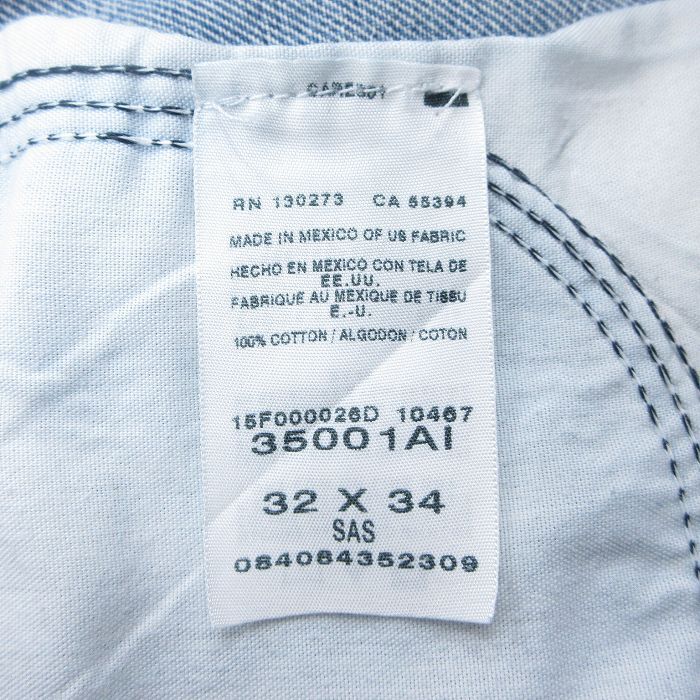 RN 130273 CA 55394
MADE IN MEXICO OF US FABRIC
HECHO EN MEXICO CON TELA DE
EE.UU.
FABRIQUE AU MEXIQUE DE TISSU
E.-U.
100% COTTON / ALGODON / COTON
15F000026D 10467
35001AI
32 X 34
SAS
084084352309